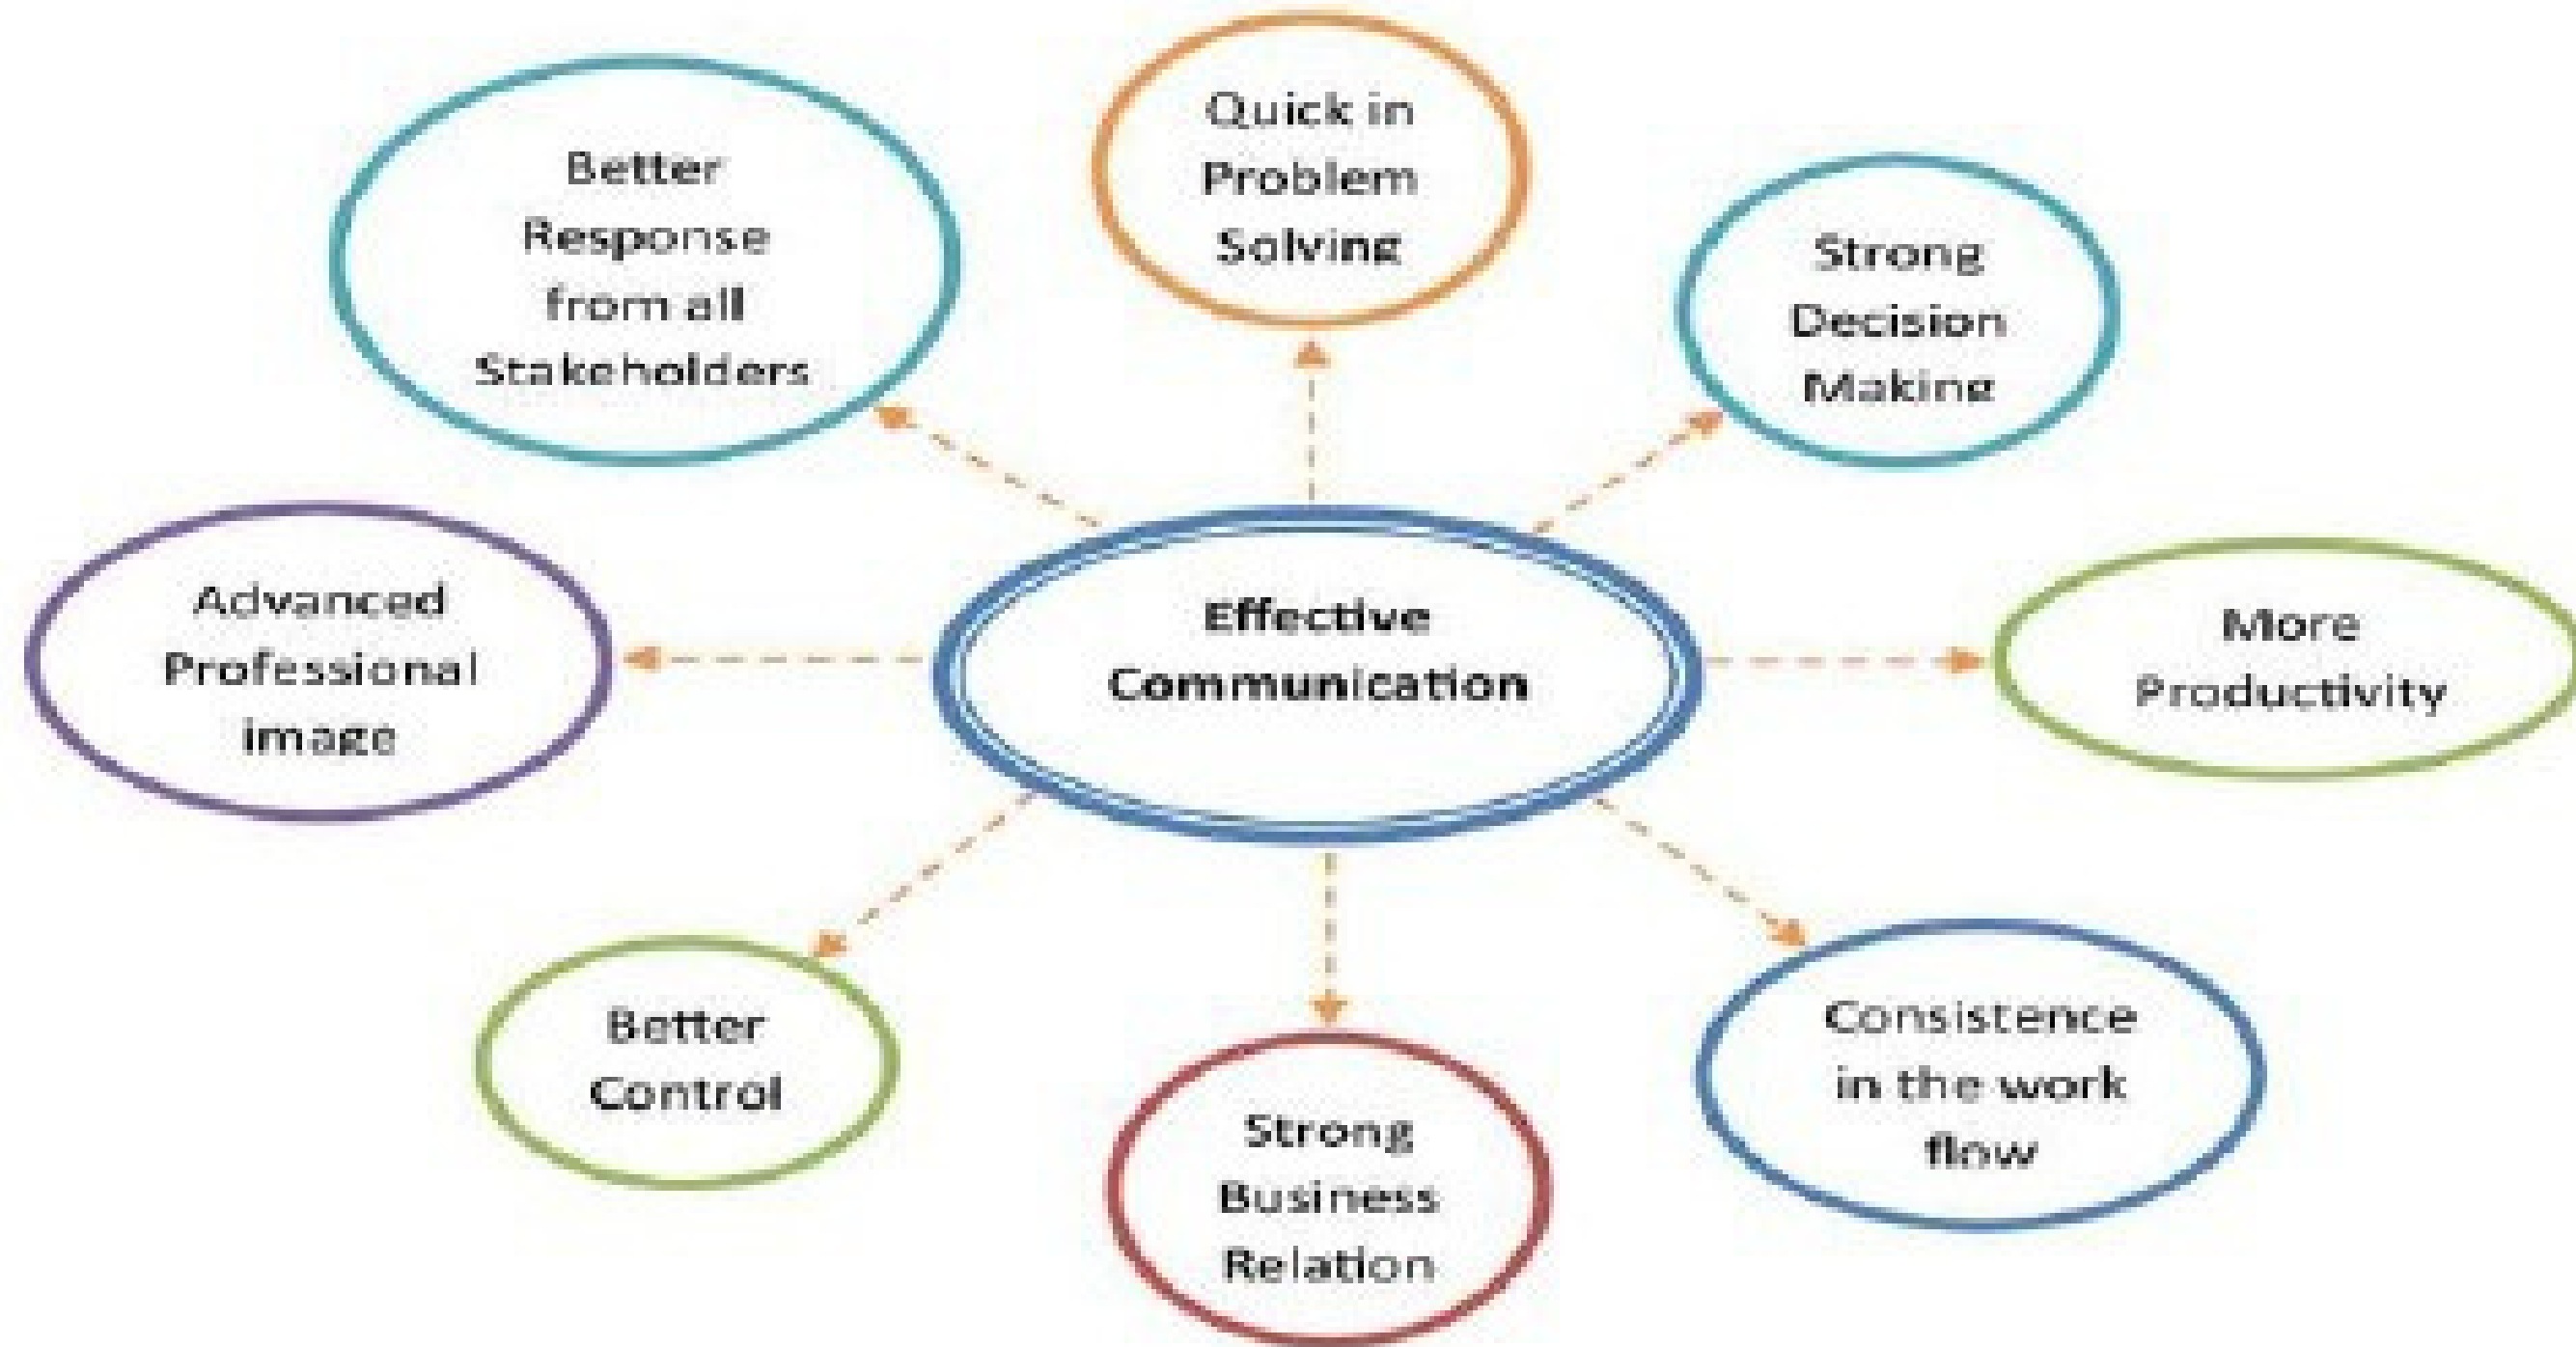 Quick in
Problem
Solving
Better
Response
from all
Stakeholders
Strong
Decision
Making
Advanced
Professional
image
Effective
Communication
More
Productivity
Better
Control
Strong
Business
Relation
Consistence
in the work
flow